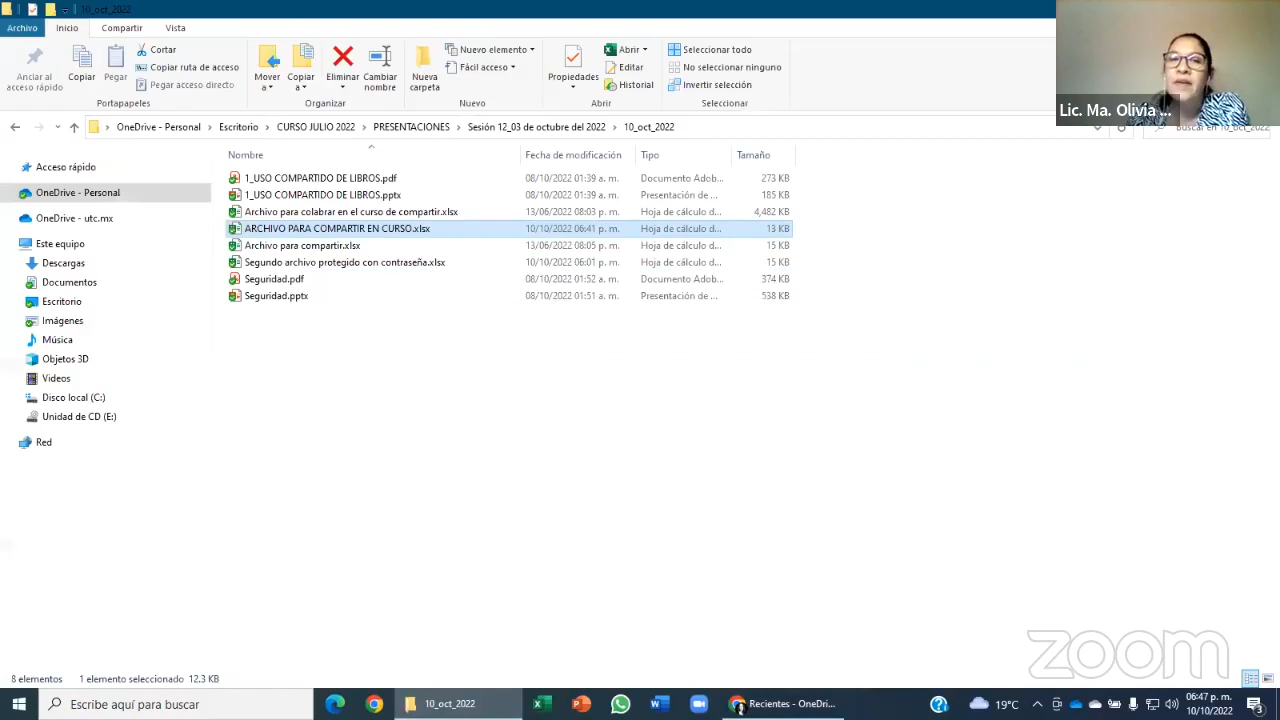 10_oct_2022
Archivo
Inicio
Compartir
Vista
Anclar al
acceso rápido
Copiar
Pegar
Cortar
Copiar ruta de acceso
Pegar acceso directo
Portapapeles
Mover
a
Copiar
a
Eliminar
Cambiar
nombre
Organizar
Nueva
carpeta
Nuevo elemento
Fácil acceso
Nuevo
Propiedades
Abrir
Editar
Historial
Abrir
Seleccionar todo
No seleccionar ninguno
Invertir selección
Seleccionar
Lic. Ma. Olivia ...
OneDrive - Personal > Escritorio > CURSO JULIO 2022 > PRESENTACIONES > Sesión 12_03 de octubre del 2022 > 10_oct_2022
Buscar en 10_oct_2022
Nombre Fecha de modificación Tipo Tamaño
1_USO COMPARTIDO DE LIBROS.pdf 08/10/2022 01:39 a. m. Documento Adob... 273 KB
1_USO COMPARTIDO DE LIBROS.pptx 08/10/2022 01:39 a. m. Presentación de ... 185 KB
Archivo para colabrar en el curso de compartir.xlsx 13/06/2022 08:03 p. m. Hoja de cálculo d... 4,482 KB
ARCHIVO PARA COMPARTIR EN CURSO.xlsx 10/10/2022 06:41 p. m. Hoja de cálculo d... 13 KB
Archivo para compartir.xlsx 13/06/2022 08:05 p. m. Hoja de cálculo d... 15 KB
Segundo archivo protegido con contraseña.xlsx 10/10/2022 06:01 p. m. Hoja de cálculo d... 15 KB
Seguridad.pdf 08/10/2022 01:52 a. m. Documento Adob... 374 KB
Seguridad.pptx 08/10/2022 01:51 a. m. Presentación de ... 538 KB
Acceso rápido
OneDrive - Personal
OneDrive - utc.mx
Este equipo
Descargas
Documentos
Escritorio
Imágenes
Música
Objetos 3D
Videos
Disco local (C:)
Unidad de CD (E:)
Red
zoom
8 elementos 1 elemento seleccionado 12.3 KB
Escribe aquí para buscar
10_oct_2022
Recientes - OneDri...
19°C
06:47 p. m.
10/10/2022
3